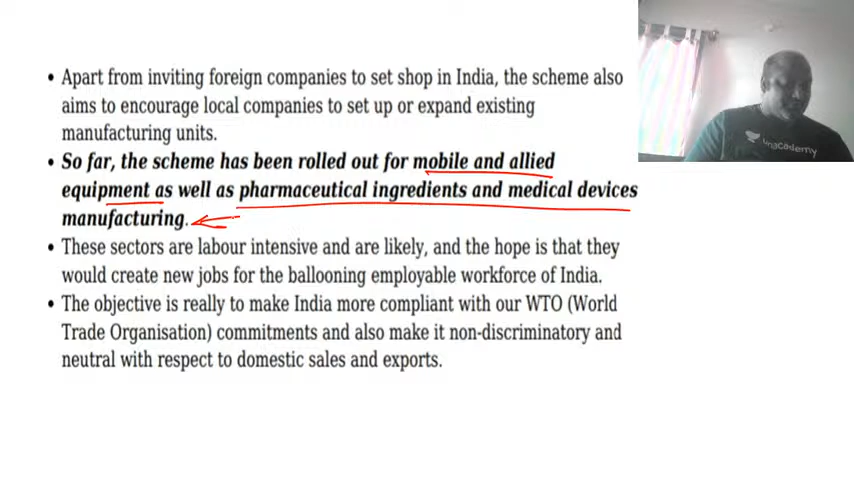 • Apart from inviting foreign companies to set shop in India, the scheme also
aims to encourage local companies to set up or expand existing
manufacturing units.
• So far, the scheme has been rolled out for mobile and allied
equipment as well as pharmaceutical ingredients and medical devices
manufacturing.
• These sectors are labour intensive and are likely, and the hope is that they
would create new jobs for the ballooning employable workforce of India.
• The objective is really to make India more compliant with our WTO (World
Trade Organisation) commitments and also make it non-discriminatory and
neutral with respect to domestic sales and exports.
unacademy